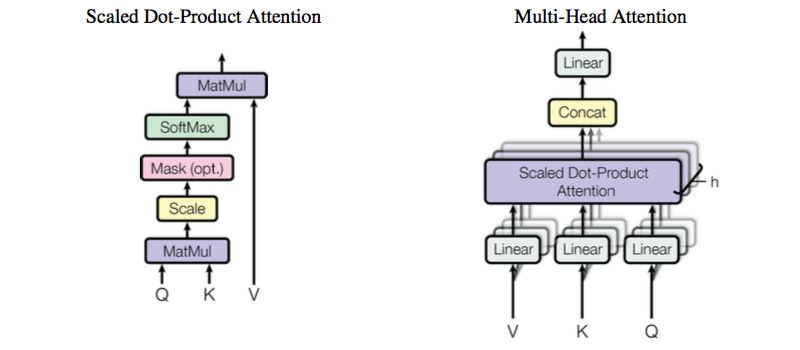 Scaled Dot-Product Attention
MatMul
SoftMax
Mask (opt.)
Scale
MatMul
Q K V
Multi-Head Attention
Linear
Concat
Scaled Dot-Product
Attention
h
Linear Linear Linear
V K Q